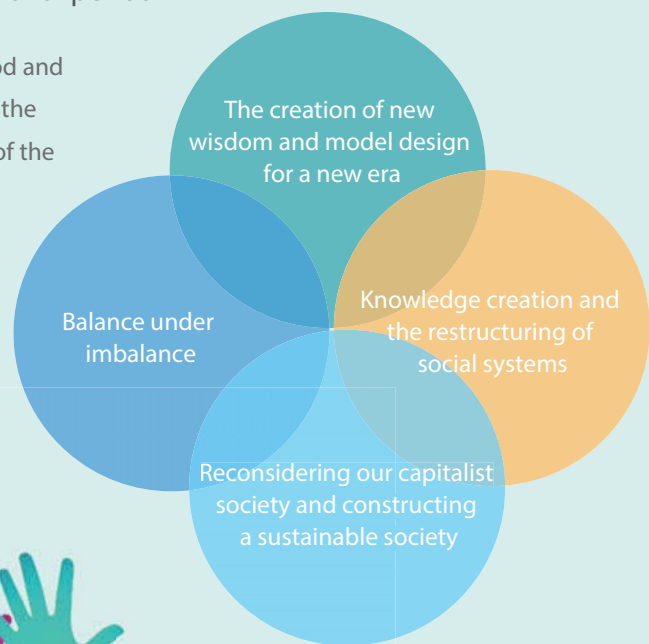 od and
the
of the
The creation of new
wisdom and model design
for a new era
Knowledge creation and
the restructuring of
social systems
Balance under
imbalance
Reconsidering our capitalist
society and constructing
a sustainable society